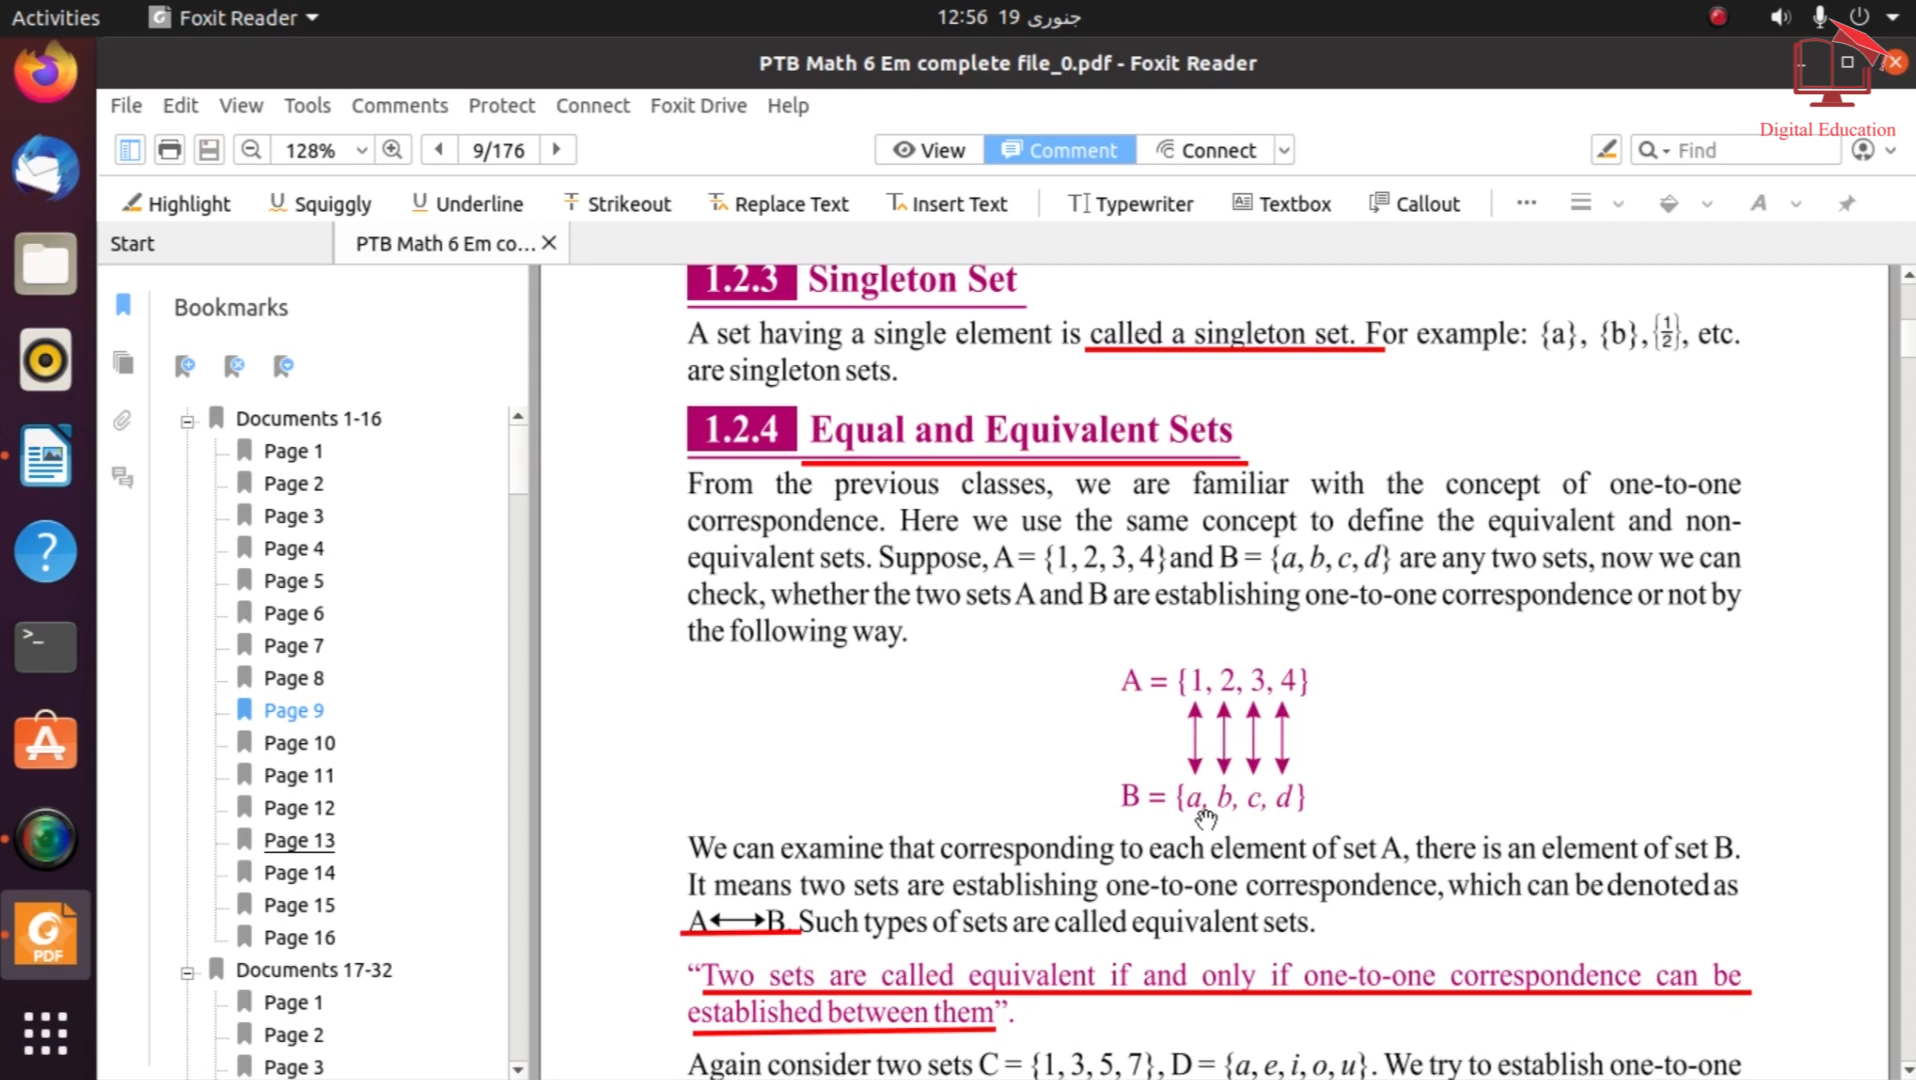 Activities Foxit Reader 12:56 19 جنوری
PTB Math 6 Em complete file_0.pdf - Foxit Reader
File Edit View Tools Comments Protect Connect Foxit Drive Help
Digital Education
128% 9/176 View Comment Connect Find
Highlight Squiggly Underline Strikeout Replace Text Insert Text Typewriter Textbox Callout
Start PTB Math 6 Em co...
Bookmarks
Documents 1-16
Page 1
Page 2
Page 3
Page 4
Page 5
Page 6
Page 7
Page 8
Page 9
Page 10
Page 11
Page 12
Page 13
Page 14
Page 15
Page 16
Documents 17-32
Page 1
Page 2
Page 3
1.2.3 Singleton Set
A set having a single element is called a singleton set. For example: {a}, {b}, {1/2}, etc.
are singleton sets.
1.2.4 Equal and Equivalent Sets
From the previous classes, we are familiar with the concept of one-to-one
correspondence. Here we use the same concept to define the equivalent and non-
equivalent sets. Suppose, A = {1, 2, 3, 4} and B = {a, b, c, d} are any two sets, now we can
check, whether the two sets A and B are establishing one-to-one correspondence or not by
the following way.
A = {1, 2, 3, 4}
B = {a, b, c, d}
We can examine that corresponding to each element of set A, there is an element of set B.
It means two sets are establishing one-to-one correspondence, which can be denoted as
A⟷B. Such types of sets are called equivalent sets.
“Two sets are called equivalent if and only if one-to-one correspondence can be
established between them”.
Again consider two sets C = {1, 3, 5, 7}, D = {a, e, i, o, u}. We try to establish one-to-one
PDF